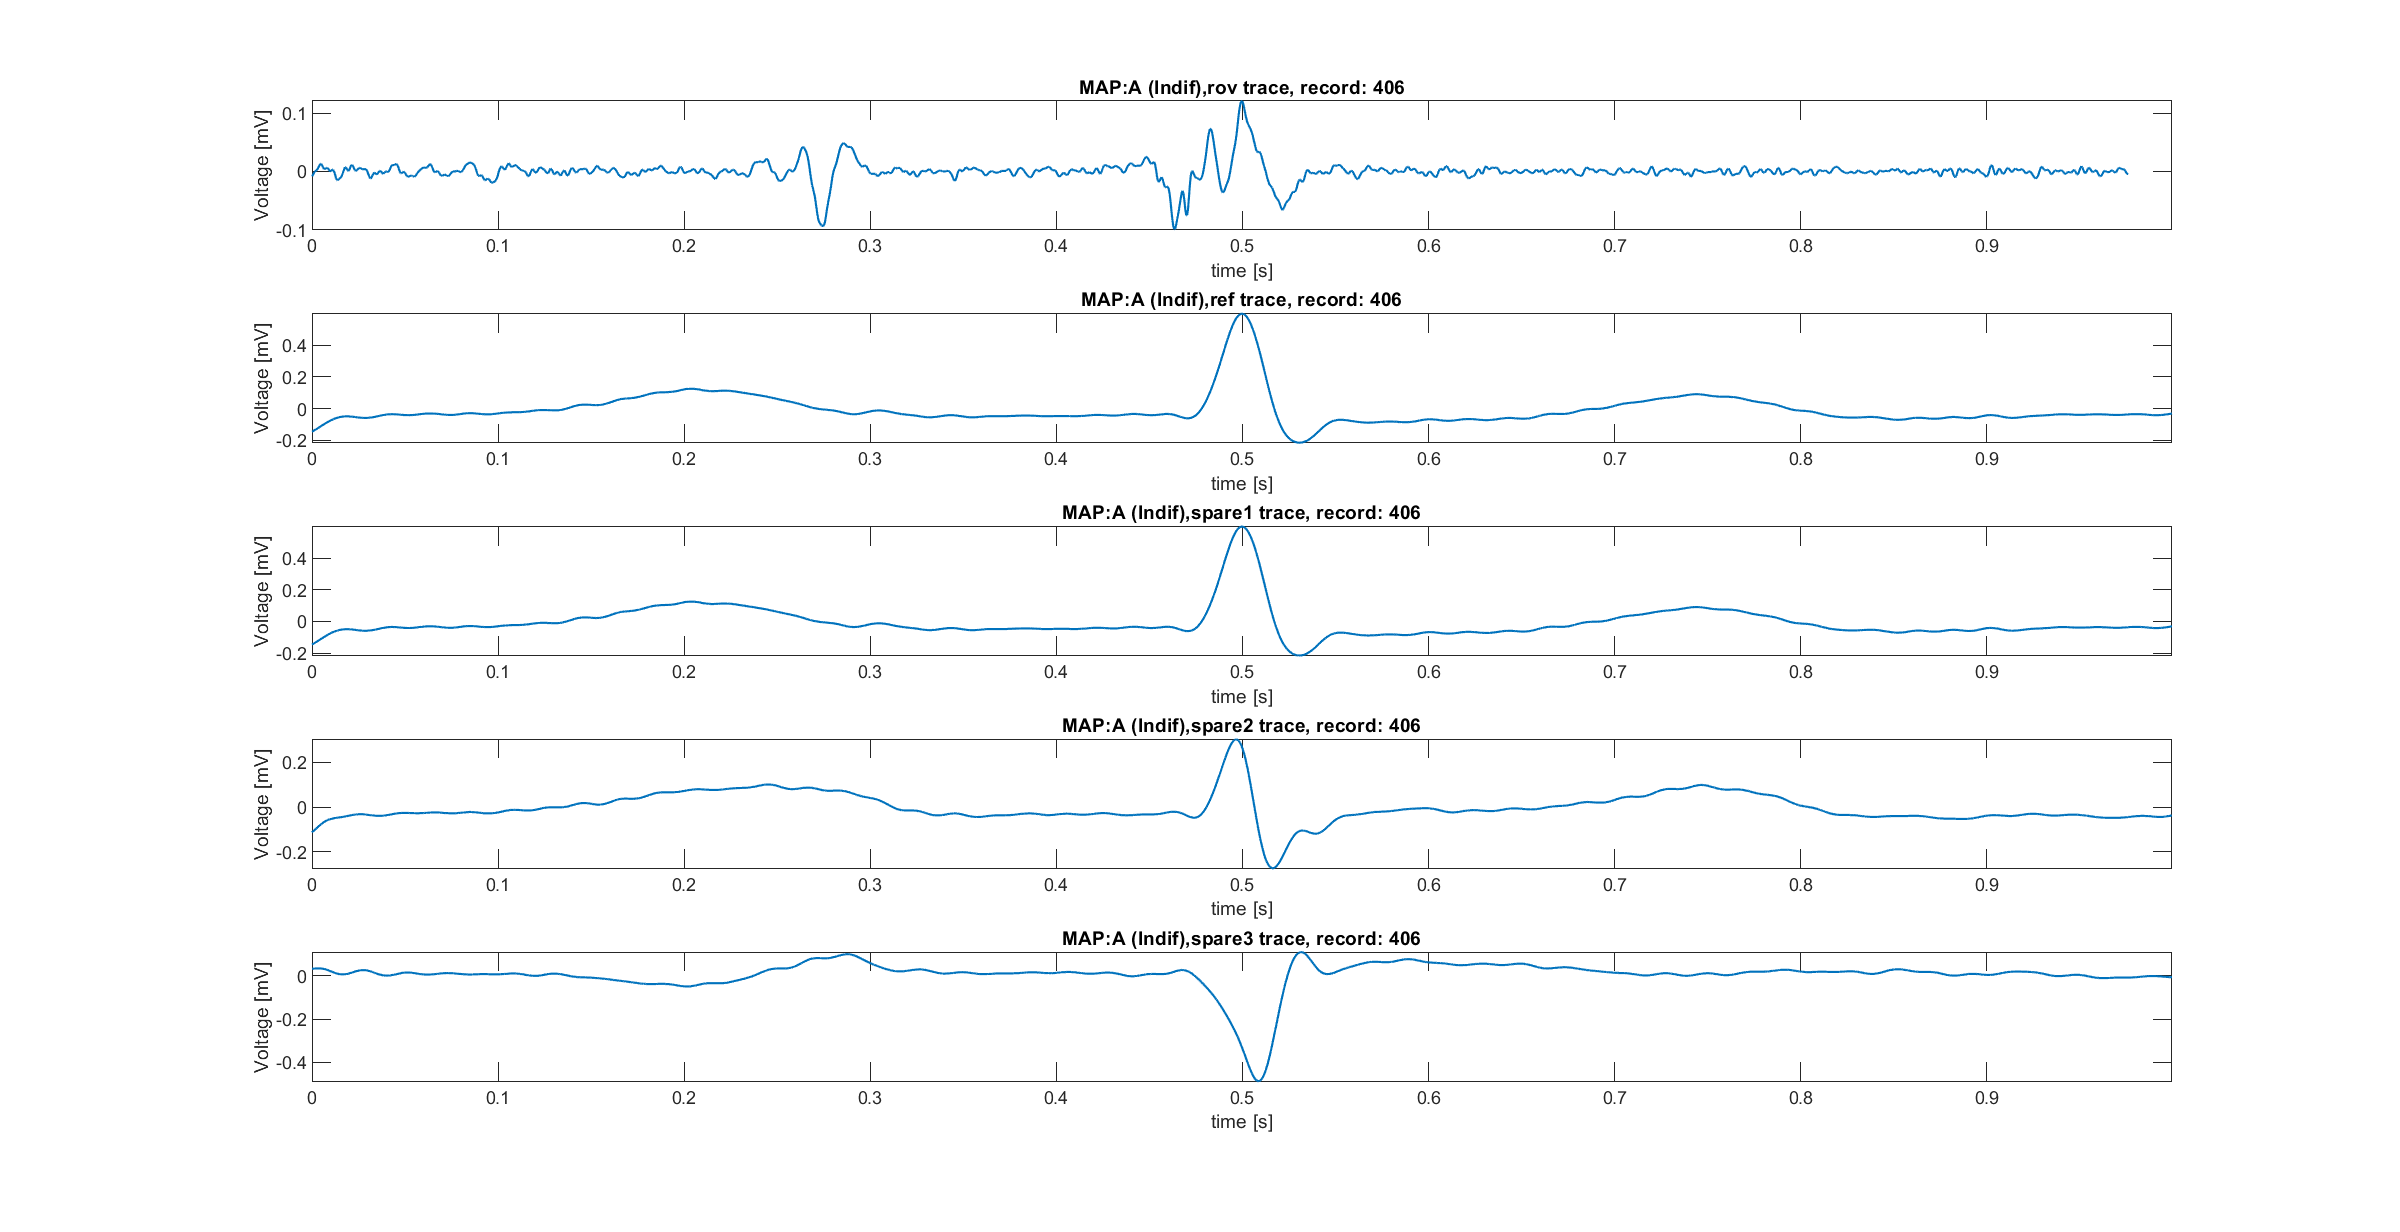 MAP:A (Indif),rov trace, record: 406
Voltage [mV]
0.1
0
-0.1
0 0.1 0.2 0.3 0.4 0.5 0.6 0.7 0.8 0.9
time [s]
MAP:A (Indif),ref trace, record: 406
Voltage [mV]
0.4
0.2
0
-0.2
0 0.1 0.2 0.3 0.4 0.5 0.6 0.7 0.8 0.9
time [s]
MAP:A (Indif),spare1 trace, record: 406
Voltage [mV]
0.4
0.2
0
-0.2
0 0.1 0.2 0.3 0.4 0.5 0.6 0.7 0.8 0.9
time [s]
MAP:A (Indif),spare2 trace, record: 406
Voltage [mV]
0.2
0
-0.2
0 0.1 0.2 0.3 0.4 0.5 0.6 0.7 0.8 0.9
time [s]
MAP:A (Indif),spare3 trace, record: 406
Voltage [mV]
0
-0.2
-0.4
0 0.1 0.2 0.3 0.4 0.5 0.6 0.7 0.8 0.9
time [s]